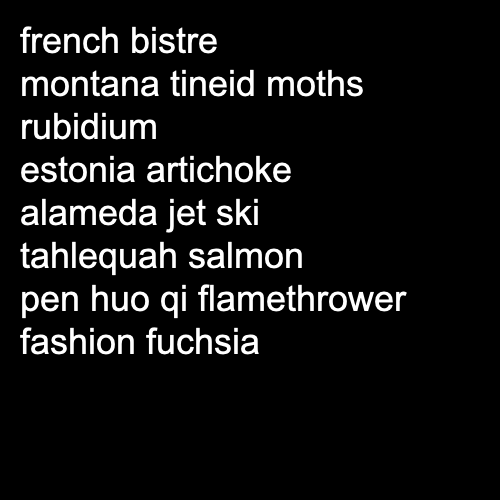 french bistre
montana tineid moths
rubidium
estonia artichoke
alameda jet ski
tahlequah salmon
pen huo qi flamethrower
fashion fuchsia